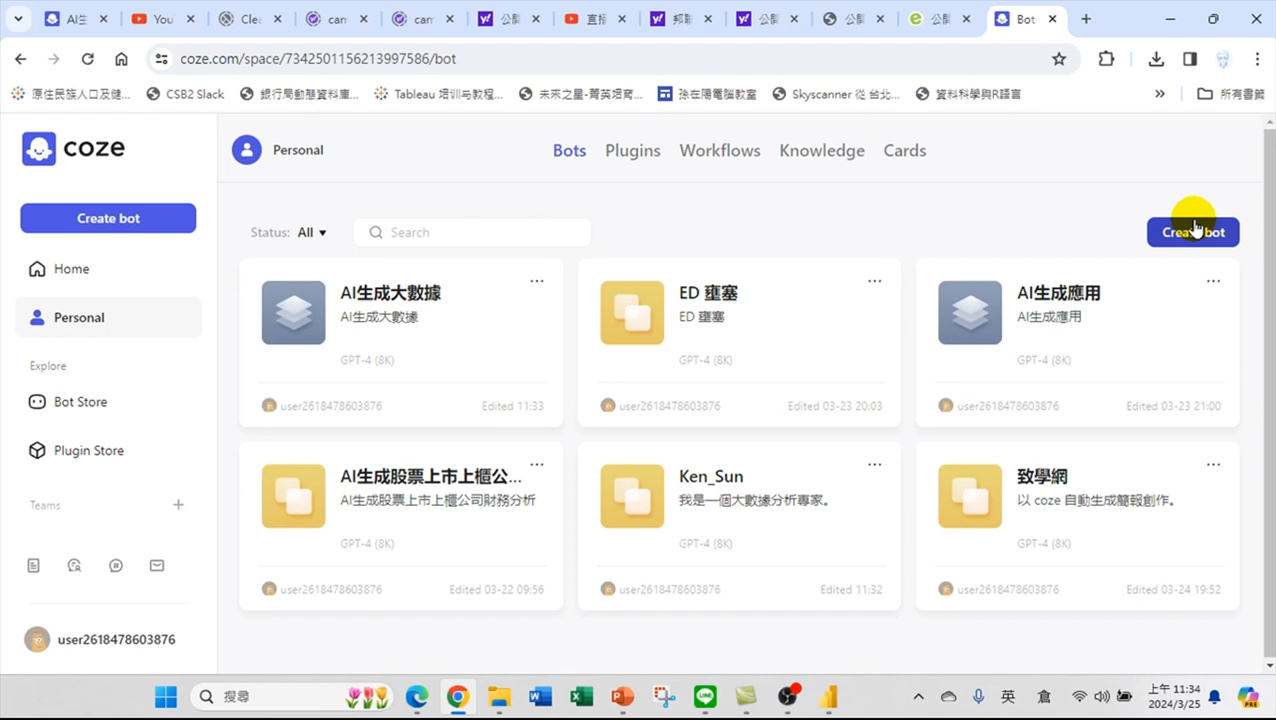 AI生
You
Cle
can
can
公開
直播
邦聯
公開
公開
公開
Bot
coze.com/space/7342501156213997586/bot
原住民族人口及健...
CSB2 Slack
銀行局動態資料庫...
Tableau 培训与教程...
未來之星-菁英培育...
孫在陽電腦教室
Skyscanner 從 台北...
資料科學與R語言
»
所有書籤
coze
Personal
Bots
Plugins
Workflows
Knowledge
Cards
Create bot
Status: All
Search
Create bot
Home
Personal
Explore
Bot Store
Plugin Store
Teams
user2618478603876
AI生成大數據
AI生成大數據
GPT-4 (8K)
user2618478603876
Edited 11:33
ED 壅塞
ED 壅塞
GPT-4 (8K)
user2618478603876
Edited 03-23 20:03
AI生成應用
AI生成應用
GPT-4 (8K)
user2618478603876
Edited 03-23 21:00
AI生成股票上市上櫃公...
AI生成股票上市上櫃公司財務分析
GPT-4 (8K)
user2618478603876
Edited 03-22 09:56
Ken_Sun
我是一個大數據分析專家。
GPT-4 (8K)
user2618478603876
Edited 11:32
致學網
以 coze 自動生成簡報創作。
GPT-4 (8K)
user2618478603876
Edited 03-24 19:52
搜尋
英
上午 11:34
2024/3/25
PRE